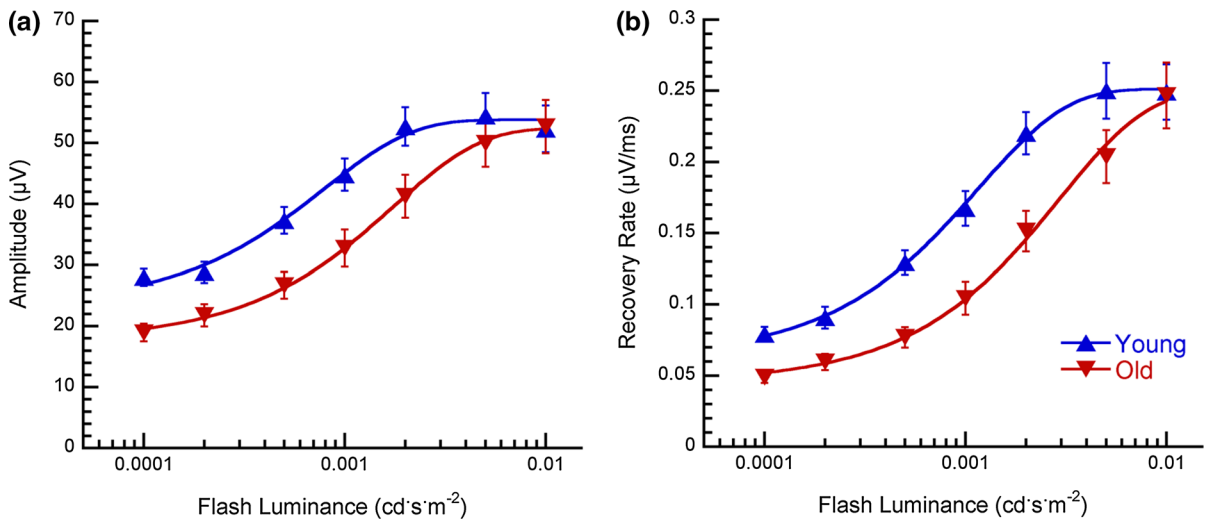 (a)
70
60
50
40
30
20
10
0
Amplitude (μV)
0.0001
0.001
0.01
Flash Luminance (cd·s·m-2)
(b)
0.3
0.25
0.2
0.15
0.1
0.05
0
Recovery Rate (μV/ms)
Young
Old
0.0001
0.001
0.01
Flash Luminance (cd·s·m-2)